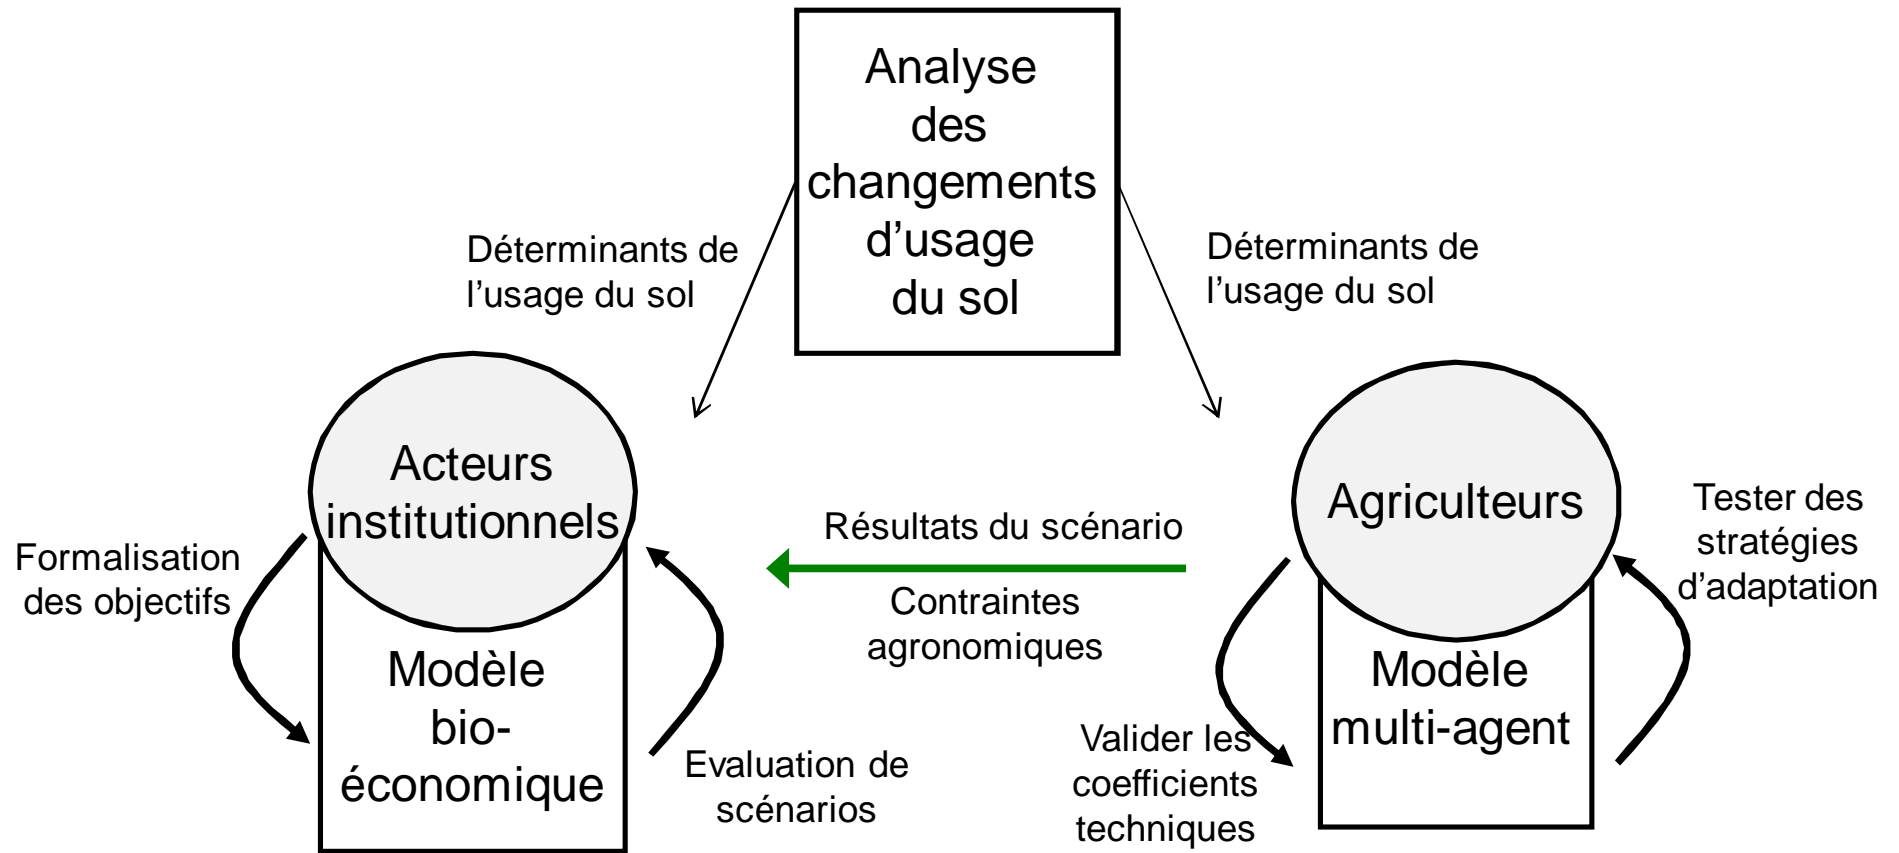 Analyse
des
changements
d’usage
du sol
Déterminants de
l’usage du sol
Déterminants de
l’usage du sol
Acteurs
institutionnels
Agriculteurs
Résultats du scénario
Contraintes
agronomiques
Formalisation
des objectifs
Tester des
stratégies
d’adaptation
Modèle
bio-
économique
Evaluation de
scénarios
Valider les
coefficients
techniques
Modèle
multi-agent